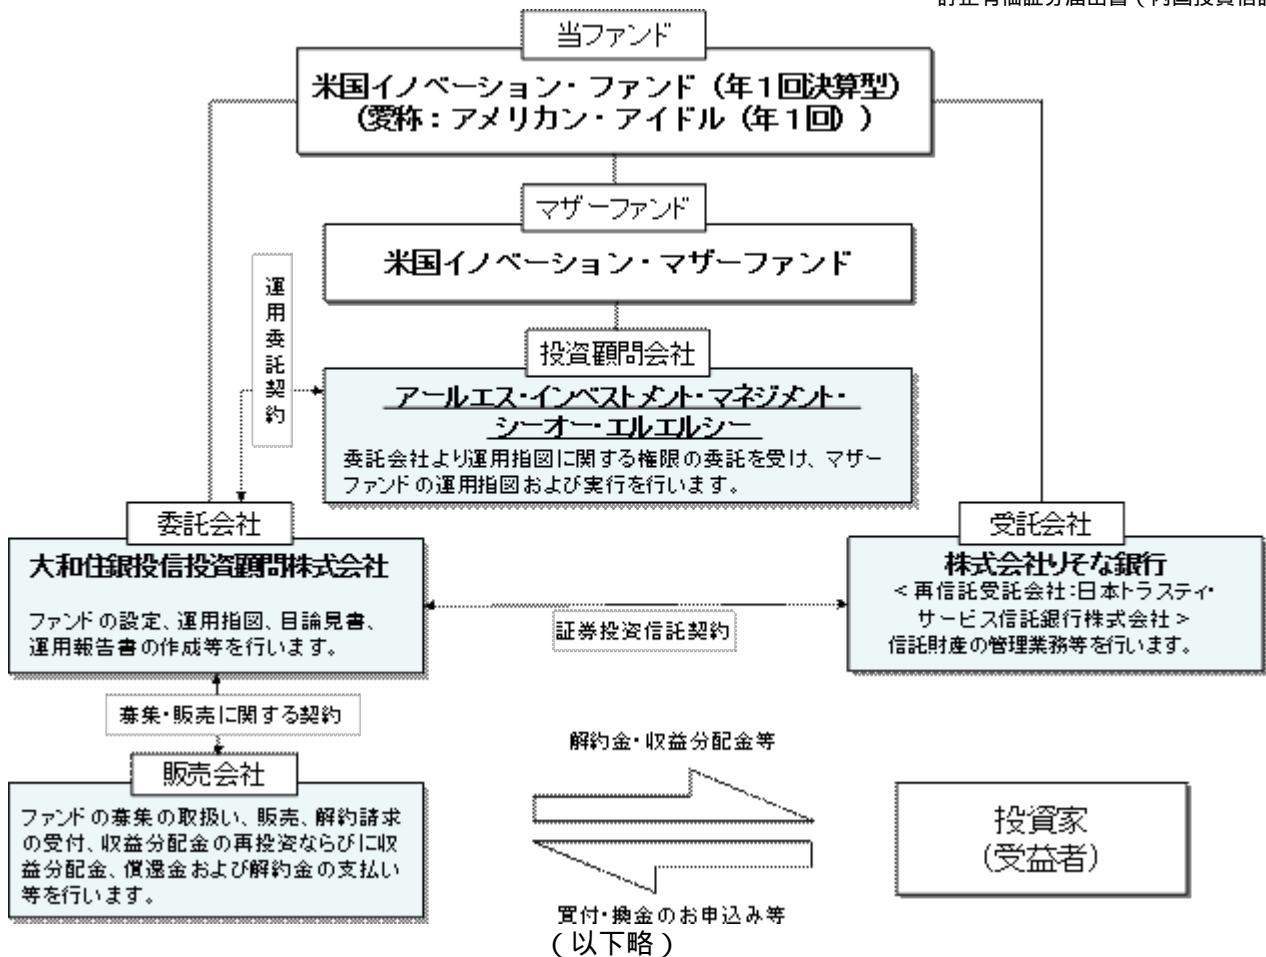 当ファンド
米国イノベーション・ファンド（年１回決算型）
（愛称：アメリカン・アイドル（年１回））
マザーファンド
米国イノベーション・マザーファンド
運用委託契約
投資顧問会社
アールエス・インベストメント・マネジメント・
シーオー・エルエルシー
委託会社より運用指図に関する権限の委託を受け、マザー
ファンドの運用指図および実行を行います。
委託会社
大和住銀投信投資顧問株式会社
ファンドの設定、運用指図、目論見書、
運用報告書の作成等を行います。
証券投資信託契約
受託会社
株式会社りそな銀行
＜再信託受託会社：日本トラスティ・
サービス信託銀行株式会社＞
信託財産の管理業務等を行います。
募集・販売に関する契約
販売会社
ファンドの募集の取扱い、販売、解約請求
の受付、収益分配金の再投資ならびに収
益分配金、償還金および解約金の支払い
等を行います。
解約金・収益分配金等
買付・換金のお申込み等
投資家
（受益者）
（以下略）